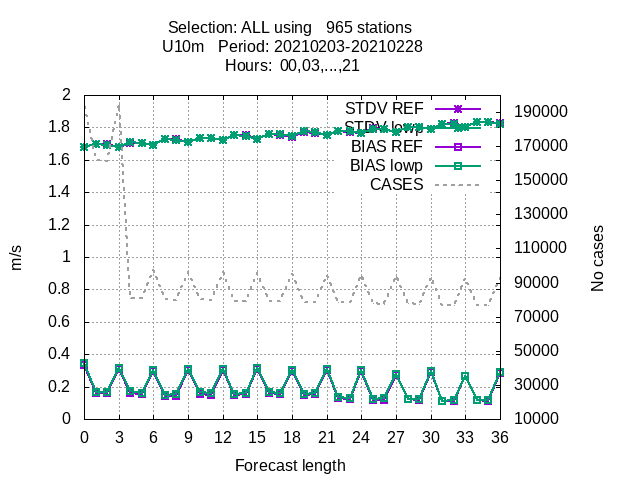 Selection: ALL using   965 stations
U10m   Period: 20210203-20210228
Hours:  00,03,...,21
STDV REF
STDV lowp
BIAS REF
BIAS lowp
CASES
m/s
2
1.8
1.6
1.4
1.2
1
0.8
0.6
0.4
0.2
0
No cases
190000
170000
150000
130000
110000
90000
70000
50000
30000
10000
0 3 6 9 12 15 18 21 24 27 30 33 36
Forecast length